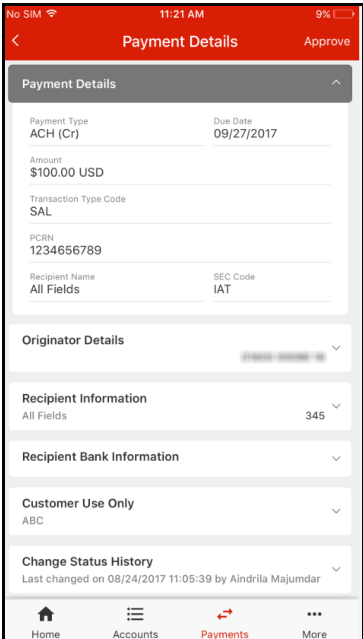 No SIM 11:21 AM 9%
Payment Details Approve
Payment Details
Payment Type Due Date
ACH (Cr) 09/27/2017
Amount
$100.00 USD
Transaction Type Code
SAL
PCRN
1234656789
Recipient Name SEC Code
All Fields IAT
Originator Details
Recipient Information
All Fields 345
Recipient Bank Information
Customer Use Only
ABC
Change Status History
Last changed on 08/24/2017 11:05:39 by Aindrila Majumdar
Home Accounts Payments More